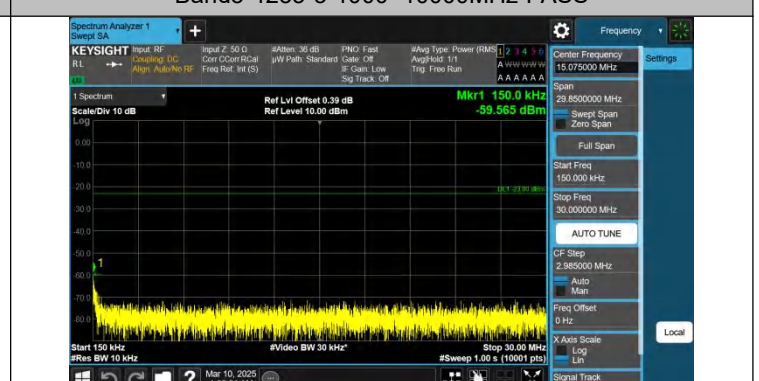 Spectrum Analyzer 1
Swept SA
Frequency
KEYSIGHT
RL
Input: RF
Coupling: DC
Align: Auto/No RF
Input Z: 50 Ω
Corr CCorr RCal
Freq Ref: Int (S)
#Atten: 36 dB
µW Path: Standard
PNO: Fast
Gate: Off
IF Gain: Low
Sig Track: Off
#Avg Type: Power (RMS
Avg|Hold: 1/1
Trig: Free Run
1 2 3 4 5 6
A W W W W W
A A A A A A
Center Frequency
15.075000 MHz
Settings
1 Spectrum
Scale/Div 10 dB
Log
Ref Lvl Offset 0.39 dB
Ref Level 10.00 dBm
Mkr1 150.0 kHz
-59.565 dBm
Span
29.8500000 MHz
Swept Span
Zero Span
Full Span
Start Freq
150.000 kHz
Stop Freq
30.000000 MHz
AUTO TUNE
CF Step
2.985000 MHz
Auto
Man
Freq Offset
0 Hz
X Axis Scale
Log
Lin
Signal Track
Local
0.00
-10.0
-20.0
-30.0
-40.0
-50.0
-60.0
-70.0
-80.0
1
Start 150 kHz
#Res BW 10 kHz
#Video BW 30 kHz*
Stop 30.00 MHz
#Sweep 1.00 s (10001 pts)
Mar 10, 2025